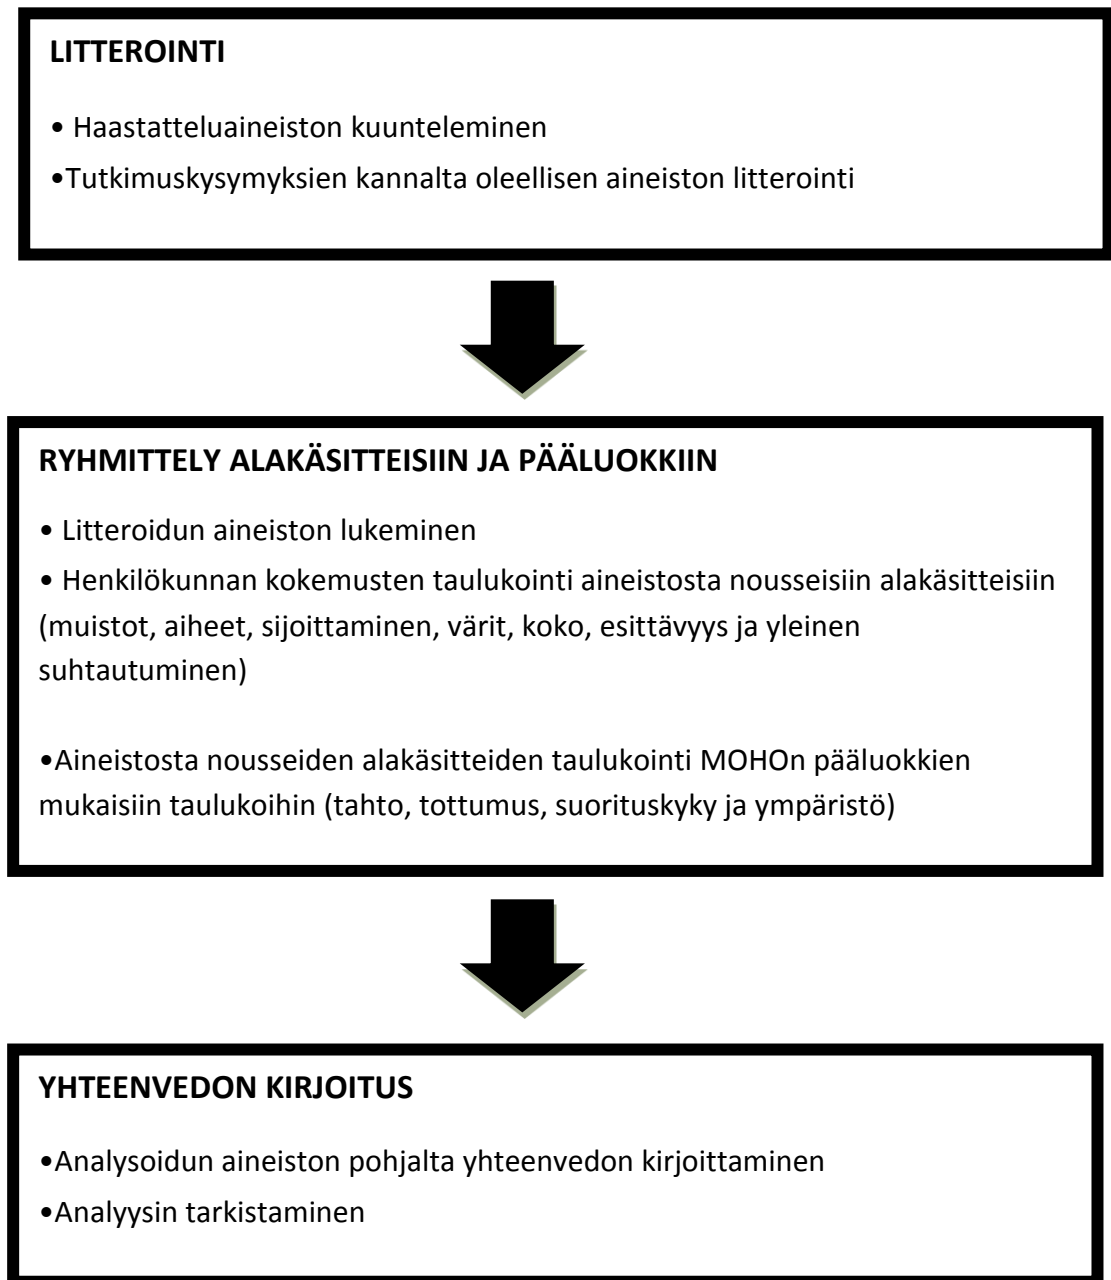 LITTEROINTI
• Haastatteluaineiston kuunteleminen
•Tutkimuskysymyksien kannalta oleellisen aineiston litterointi
RYHMITTELY ALAKÄSITTEISIIN JA PÄÄLUOKKIIN
• Litteroidun aineiston lukeminen
• Henkilökunnan kokemusten taulukointi aineistosta nousseisiin alakäsitteisiin
(muistot, aiheet, sijoittaminen, värit, koko, esittävyys ja yleinen
suhtautuminen)
•Aineistosta nousseiden alakäsitteiden taulukointi MOHOn pääluokkien
mukaisiin taulukoihin (tahto, tottumus, suorituskyky ja ympäristö)
YHTEENVEDON KIRJOITUS
•Analysoidun aineiston pohjalta yhteenvedon kirjoittaminen
•Analyysin tarkistaminen